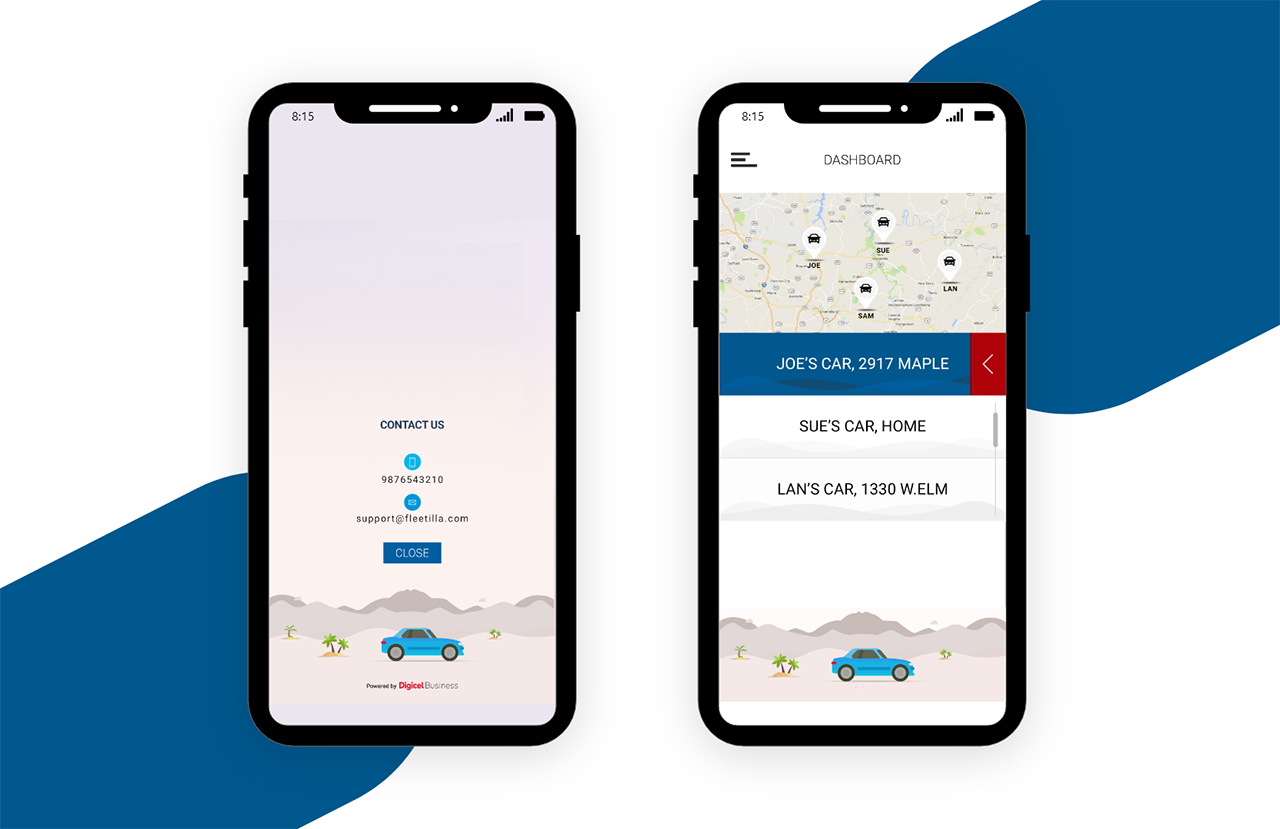 8:15
CONTACT US
9876543210
support@fleetilla.com
CLOSE
Powered by Digicel Business
8:15
DASHBOARD
JOE
SUE
LAN
SAM
JOE'S CAR, 2917 MAPLE
SUE'S CAR, HOME
LAN'S CAR, 1330 W.ELM